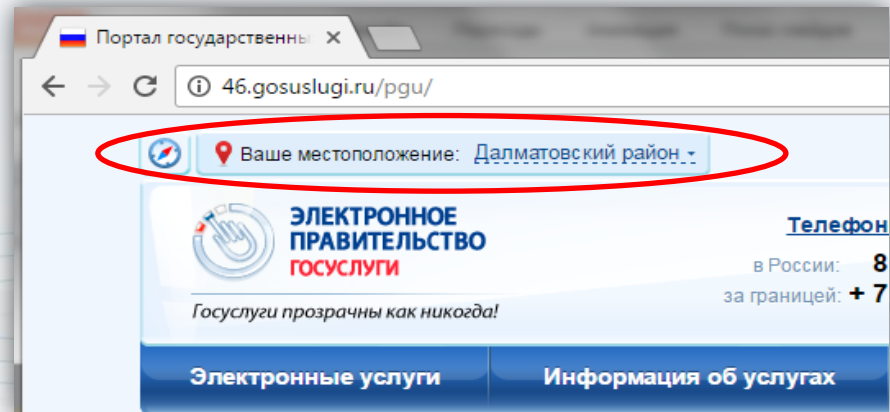 Портал государственны
46.gosuslugi.ru/pgu/
Ваше местоположение: Далматовский район
ЭЛЕКТРОННОЕ
ПРАВИТЕЛЬСТВО
ГОСУСЛУГИ
Госуслуги прозрачны как никогда!
Телефон
в России: 8
за границей: + 7
Электронные услуги Информация об услугах